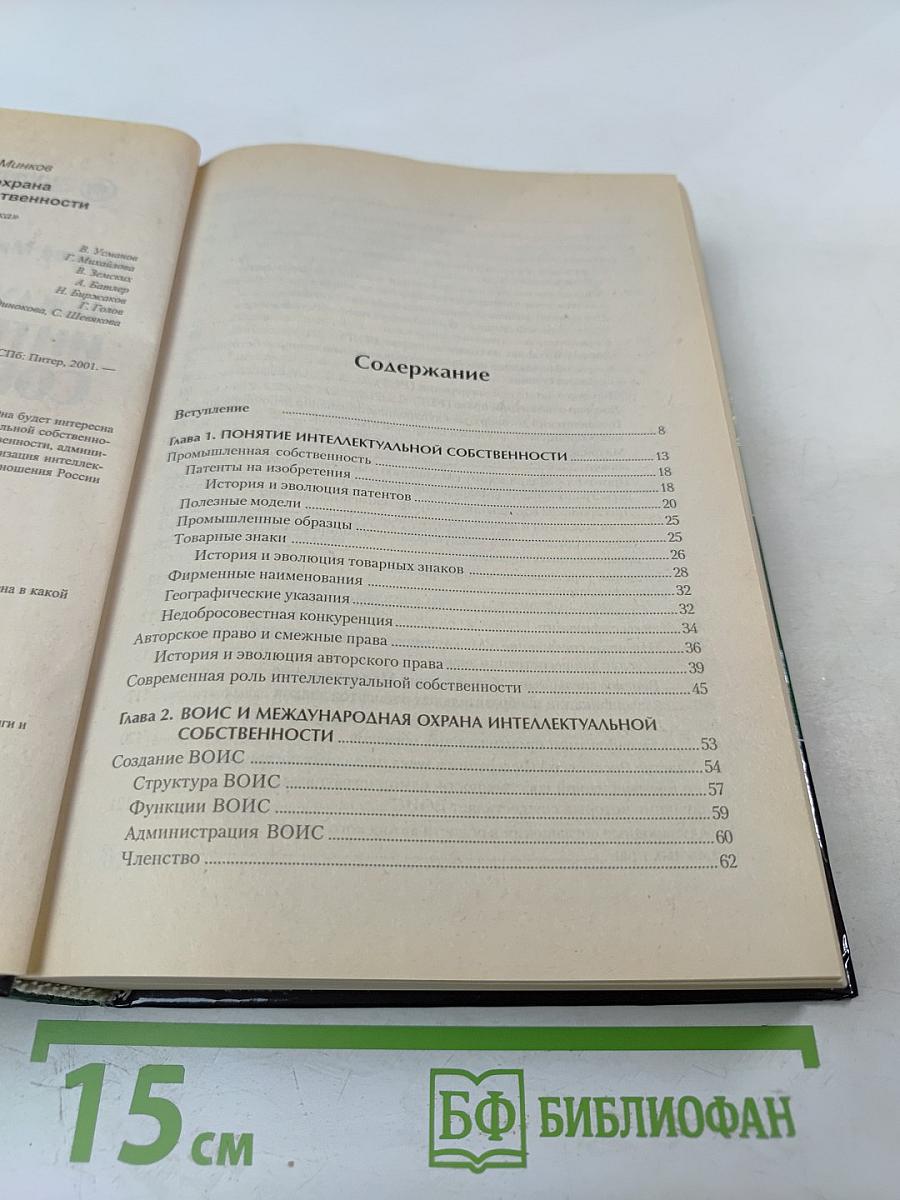 Минков
охрана
твенности
ка»
В. Усманов
Г. Михайлова
В. Земских
А. Батлер
Н. Биржаков
Г. Голов
динокова, С. Шевякова
СПб: Питер, 2001. —
на будет интересна
льной собственно-
венности, админи-
изация интеллек-
ношения России
на в какой
ги и
Содержание
Вступление 8
Глава 1. ПОНЯТИЕ ИНТЕЛЛЕКТУАЛЬНОЙ СОБСТВЕННОСТИ 13
Промышленная собственность 18
Патенты на изобретения 18
История и эволюция патентов 20
Полезные модели 25
Промышленные образцы 25
Товарные знаки 26
История и эволюция товарных знаков 28
Фирменные наименования 32
Географические указания 32
Недобросовестная конкуренция 34
Авторское право и смежные права 36
История и эволюция авторского права 39
Современная роль интеллектуальной собственности 45
Глава 2. ВОИС И МЕЖДУНАРОДНАЯ ОХРАНА ИНТЕЛЛЕКТУАЛЬНОЙ
СОБСТВЕННОСТИ 53
Создание ВОИС 54
Структура ВОИС 57
Функции ВОИС 59
Администрация ВОИС 60
Членство 62
15 см
БФ БИБЛИОФАН